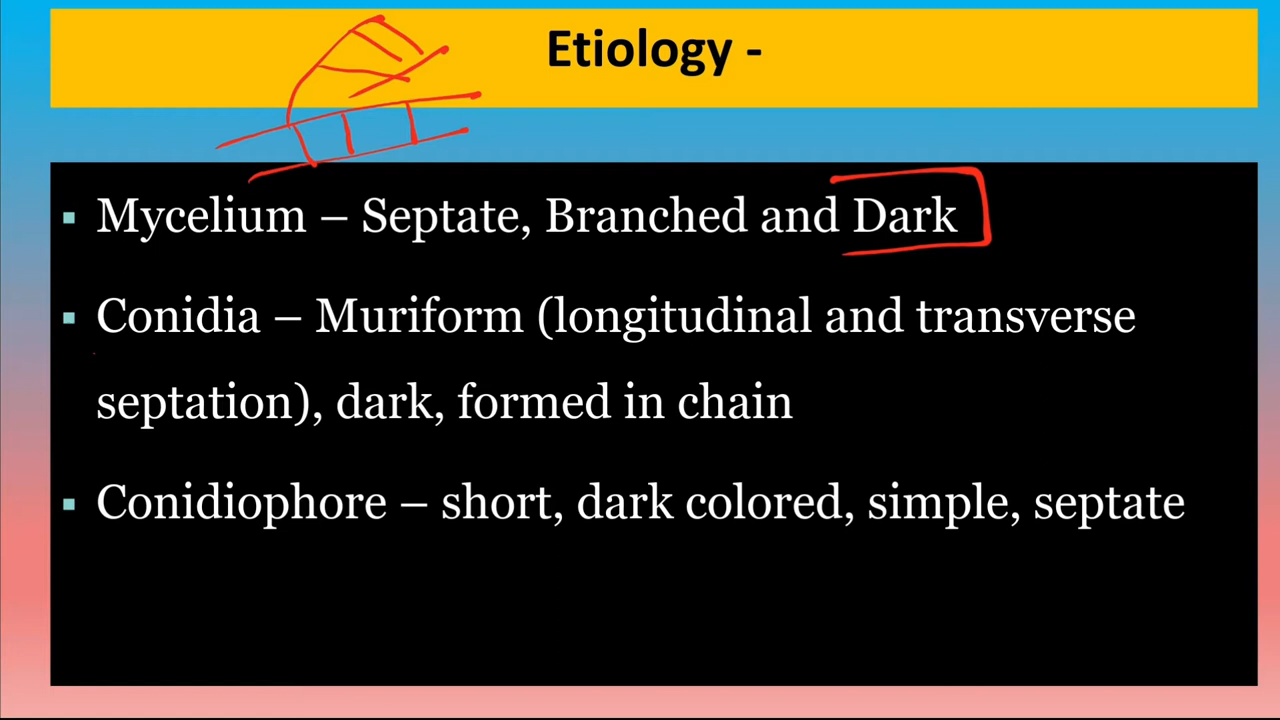 Etiology -
▪ Mycelium – Septate, Branched and Dark
▪ Conidia – Muriform (longitudinal and transverse
septation), dark, formed in chain
▪ Conidiophore – short, dark colored, simple, septate